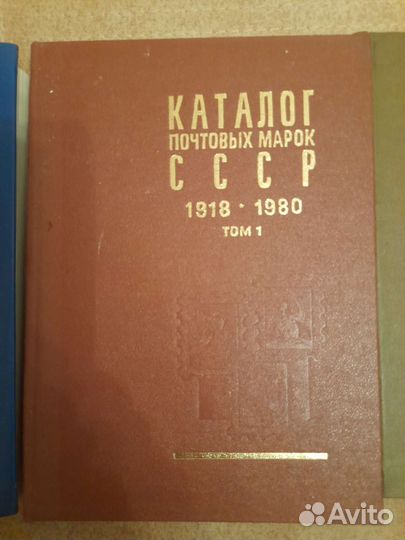 КАТАЛОГ
ПОЧТОВЫХ МАРОК
СССР
1918 · 1980
ТОМ 1
Avito